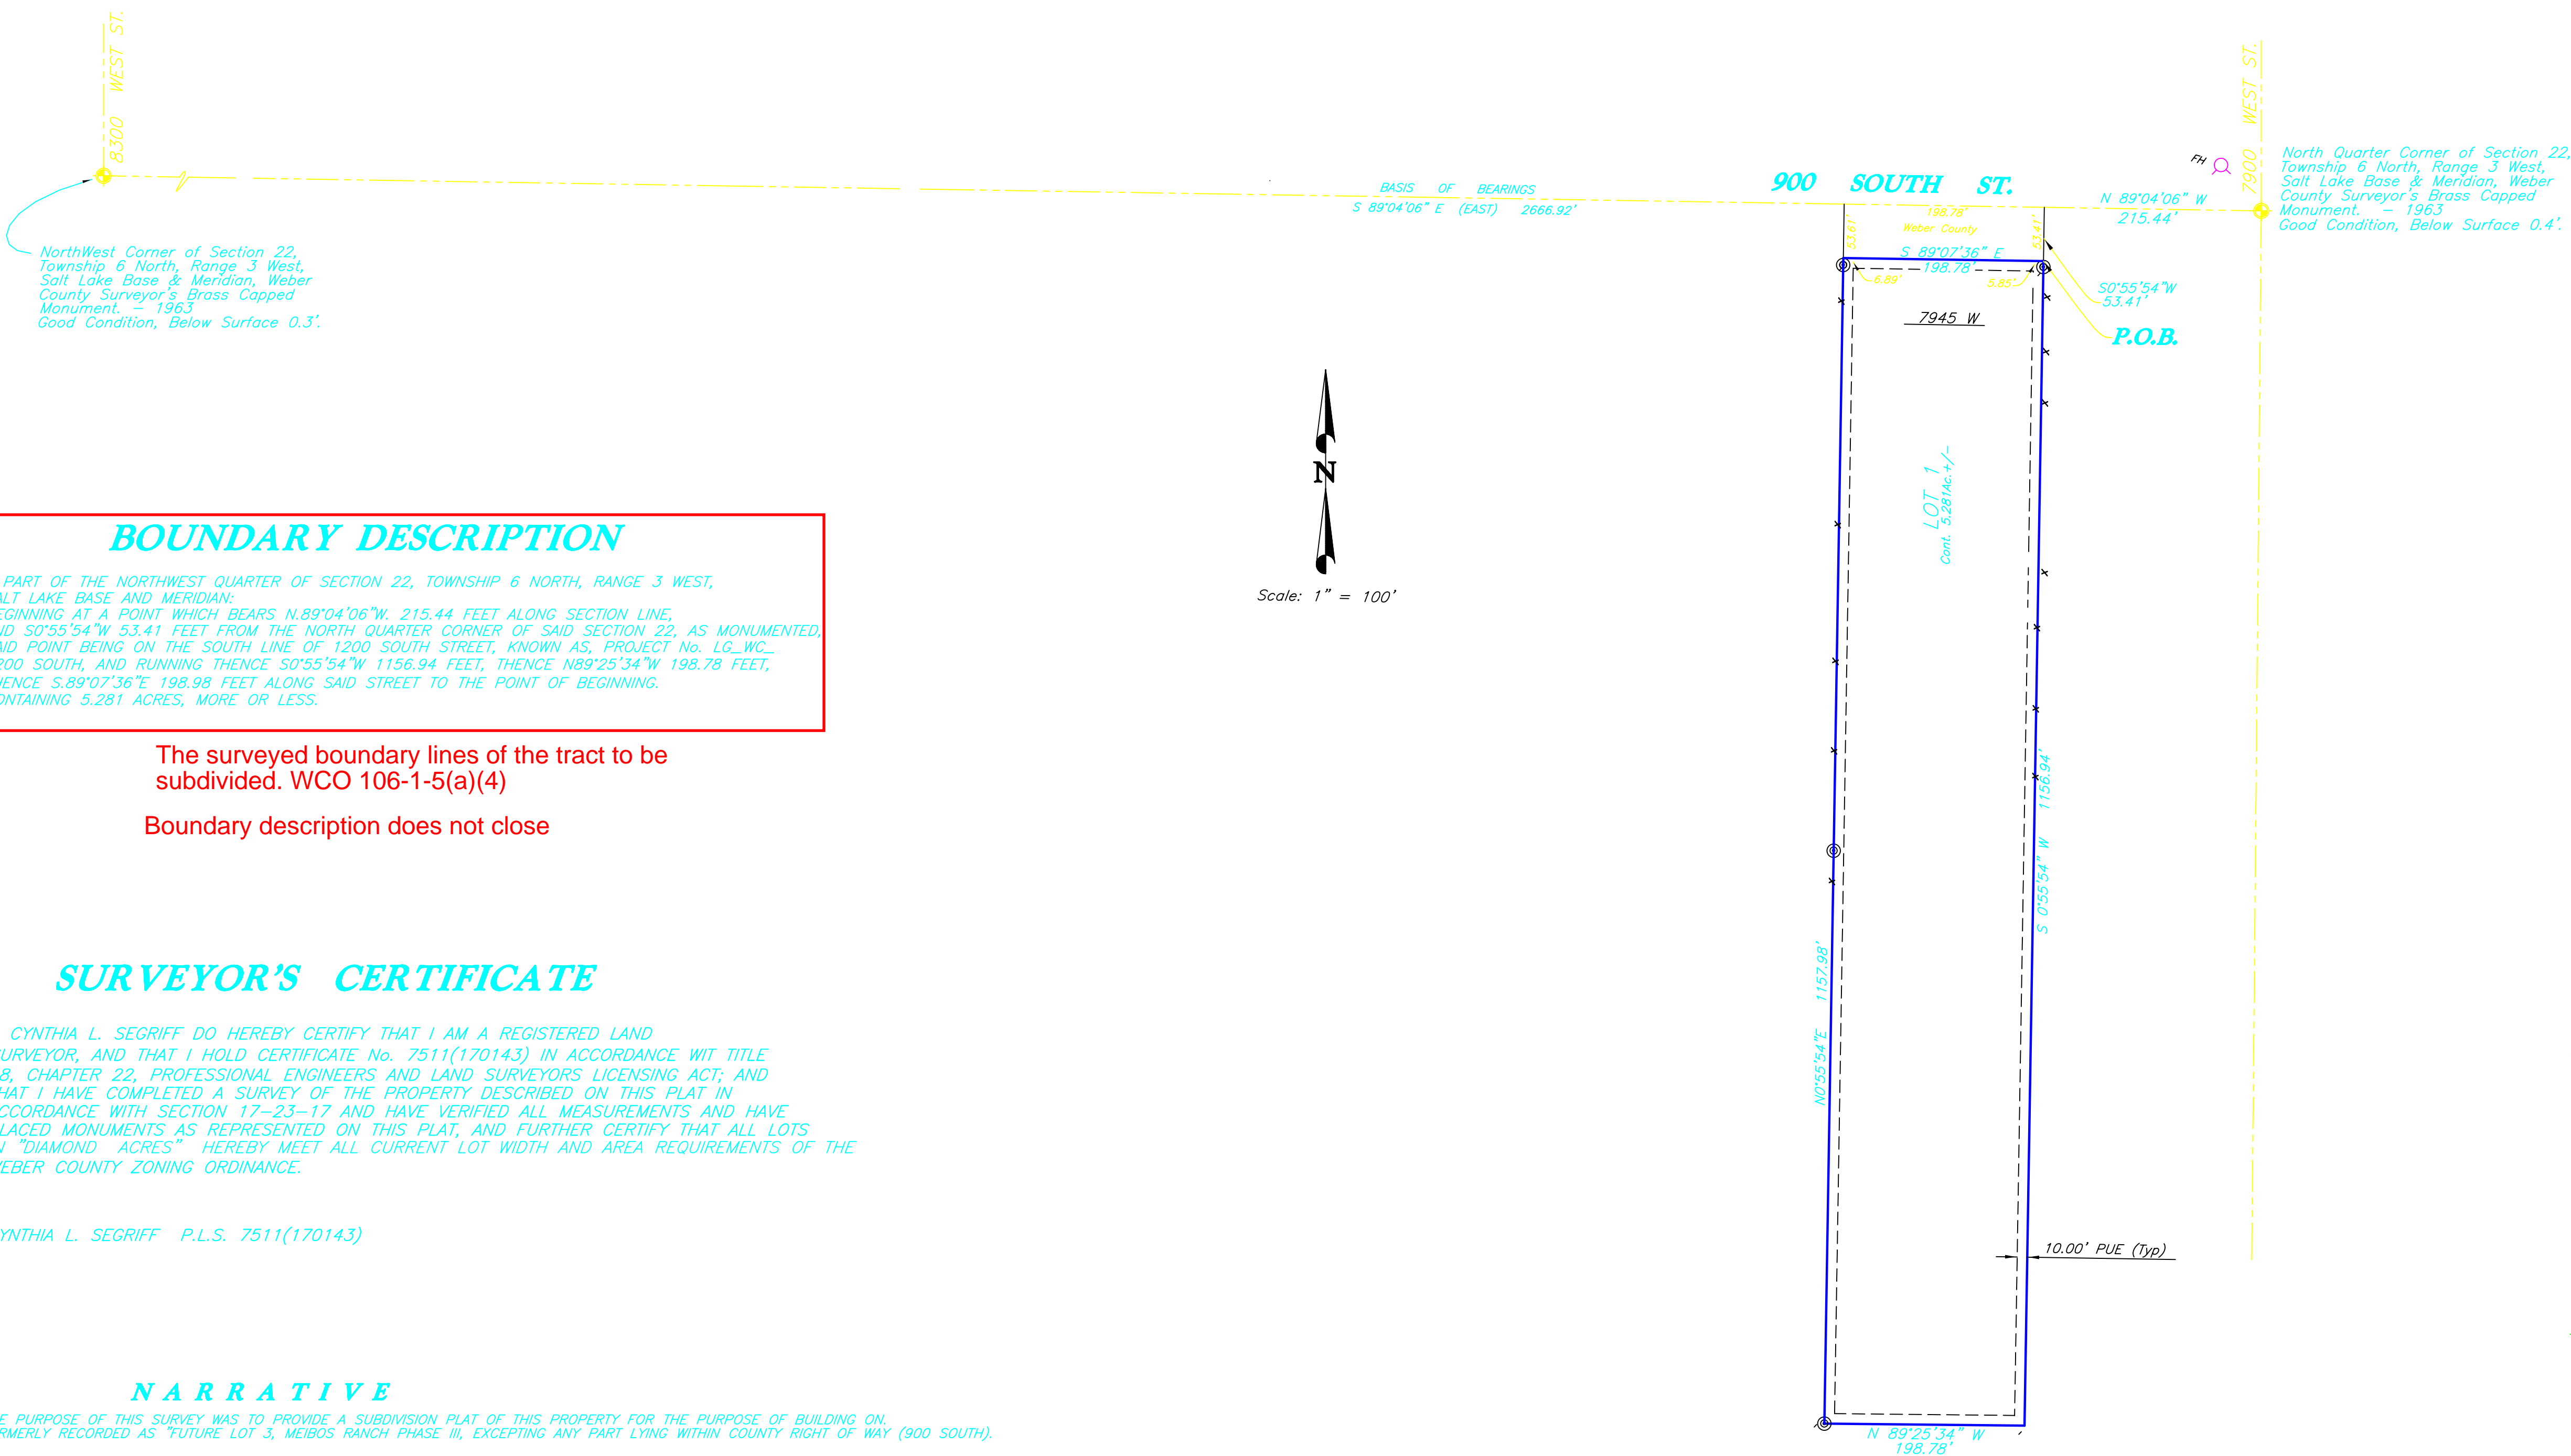 8300 WEST ST.
7900 WEST ST.
NorthWest Corner of Section 22,
Township 6 North, Range 3 West,
Salt Lake Base & Meridian, Weber
County Surveyor's Brass Capped
Monument. – 1963
Good Condition, Below Surface 0.3'.
BASIS OF BEARINGS
S 89°04'06" E (EAST) 2666.92'
900 SOUTH ST.
N 89°04'06" W
215.44'
FH
North Quarter Corner of Section 22,
Township 6 North, Range 3 West,
Salt Lake Base & Meridian, Weber
County Surveyor's Brass Capped
Monument. – 1963
Good Condition, Below Surface 0.4'.
198.78'
Weber County
53.61'
53.41'
S 89°07'36" E
198.78'
6.89'
5.85'
S0°55'54"W
53.41'
P.O.B.
7945 W
LOT 1
Cont. 5.281Ac.+/-
N
Scale: 1" = 100'
BOUNDARY DESCRIPTION
PART OF THE NORTHWEST QUARTER OF SECTION 22, TOWNSHIP 6 NORTH, RANGE 3 WEST,
ALT LAKE BASE AND MERIDIAN:
EGINNING AT A POINT WHICH BEARS N.89°04'06"W. 215.44 FEET ALONG SECTION LINE,
ND S0°55'54"W 53.41 FEET FROM THE NORTH QUARTER CORNER OF SAID SECTION 22, AS MONUMENTED,
AID POINT BEING ON THE SOUTH LINE OF 1200 SOUTH STREET, KNOWN AS, PROJECT No. LG_WC_
200 SOUTH, AND RUNNING THENCE S0°55'54"W 1156.94 FEET, THENCE N89°25'34"W 198.78 FEET,
HENCE S.89°07'36"E 198.98 FEET ALONG SAID STREET TO THE POINT OF BEGINNING.
ONTAINING 5.281 ACRES, MORE OR LESS.
The surveyed boundary lines of the tract to be
subdivided. WCO 106-1-5(a)(4)
Boundary description does not close
S 0°55'54" W 1156.94'
N0°55'54"E 1157.98'
SURVEYOR'S CERTIFICATE
CYNTHIA L. SEGRIFF DO HEREBY CERTIFY THAT I AM A REGISTERED LAND
URVEYOR, AND THAT I HOLD CERTIFICATE No. 7511(170143) IN ACCORDANCE WIT TITLE
8, CHAPTER 22, PROFESSIONAL ENGINEERS AND LAND SURVEYORS LICENSING ACT; AND
HAT I HAVE COMPLETED A SURVEY OF THE PROPERTY DESCRIBED ON THIS PLAT IN
CCORDANCE WITH SECTION 17–23–17 AND HAVE VERIFIED ALL MEASUREMENTS AND HAVE
LACED MONUMENTS AS REPRESENTED ON THIS PLAT, AND FURTHER CERTIFY THAT ALL LOTS
N "DIAMOND ACRES" HEREBY MEET ALL CURRENT LOT WIDTH AND AREA REQUIREMENTS OF THE
WEBER COUNTY ZONING ORDINANCE.
YNTHIA L. SEGRIFF P.L.S. 7511(170143)
10.00' PUE (Typ)
NARRATIVE
E PURPOSE OF THIS SURVEY WAS TO PROVIDE A SUBDIVISION PLAT OF THIS PROPERTY FOR THE PURPOSE OF BUILDING ON.
RMERLY RECORDED AS "FUTURE LOT 3, MEIBOS RANCH PHASE III, EXCEPTING ANY PART LYING WITHIN COUNTY RIGHT OF WAY (900 SOUTH).
N 89°25'34" W
198.78'